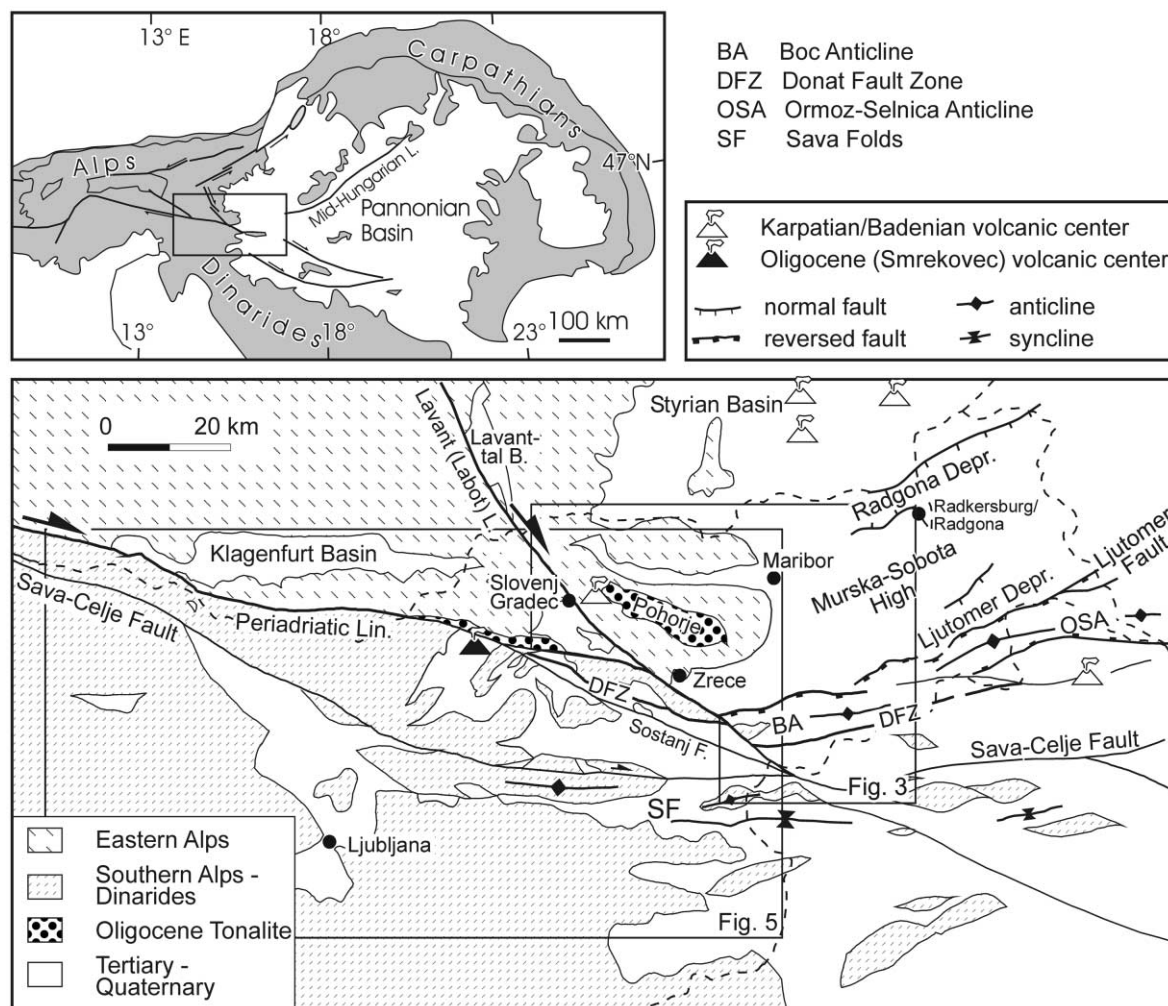 13° E
18°
Carpathians
Alps
47°N
Mid-Hungarian L.
Pannonian
Basin
Dinarides
13°
18°
23°
100 km
BA Boc Anticline
DFZ Donat Fault Zone
OSA Ormoz-Selnica Anticline
SF Sava Folds
Karpatian/Badenian volcanic center
Oligocene (Smrekovec) volcanic center
normal fault
anticline
reversed fault
syncline
0 20 km
Styrian Basin
Lavant (Labot) L.
Lavant-
tal B.
Radgona Depr.
Radkersburg/
Radgona
Klagenfurt Basin
Maribor
Slovenj
Gradec
Pohorje
Murska-Sobota
High
Ljutomer Depr.
Ljutomer
Fault
Sava-Celje Fault
Dr
Periadriatic Lin.
OSA
Zrece
DFZ
BA
DFZ
Sostanj F.
Sava-Celje Fault
Fig. 3
SF
Ljubljana
Fig. 5
Eastern Alps
Southern Alps -
Dinarides
Oligocene Tonalite
Tertiary -
Quaternary